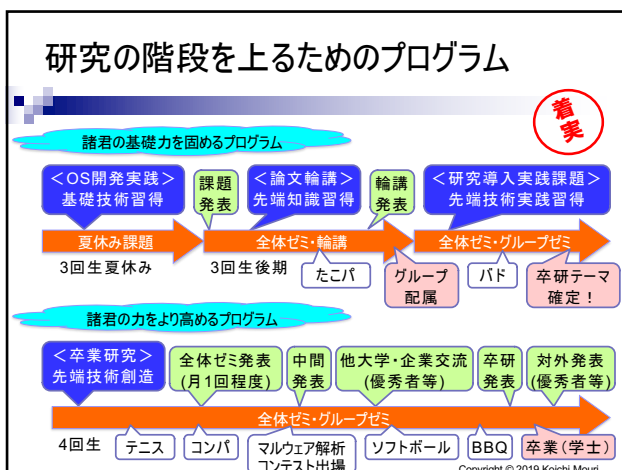 研究の階段を上るためのプログラム
着実
諸君の基礎力を固めるプログラム
＜OS開発実践＞
基礎技術習得
課題
発表
＜論文輪講＞
先端知識習得
輪講
発表
＜研究導入実践課題＞
先端技術実践習得
夏休み課題
全体ゼミ・輪講
全体ゼミ・グループゼミ
3回生夏休み
3回生後期
たこパ
グループ
配属
バド
卒研テーマ
確定！
諸君の力をより高めるプログラム
＜卒業研究＞
先端技術創造
全体ゼミ発表
(月1回程度)
中間
発表
他大学・企業交流
(優秀者等)
卒研
発表
対外発表
(優秀者等)
全体ゼミ・グループゼミ
4回生
テニス
コンパ
マルウェア解析
コンテスト出場
ソフトボール
BBQ
卒業(学士)
Copyright © 2019 Koichi Mouri